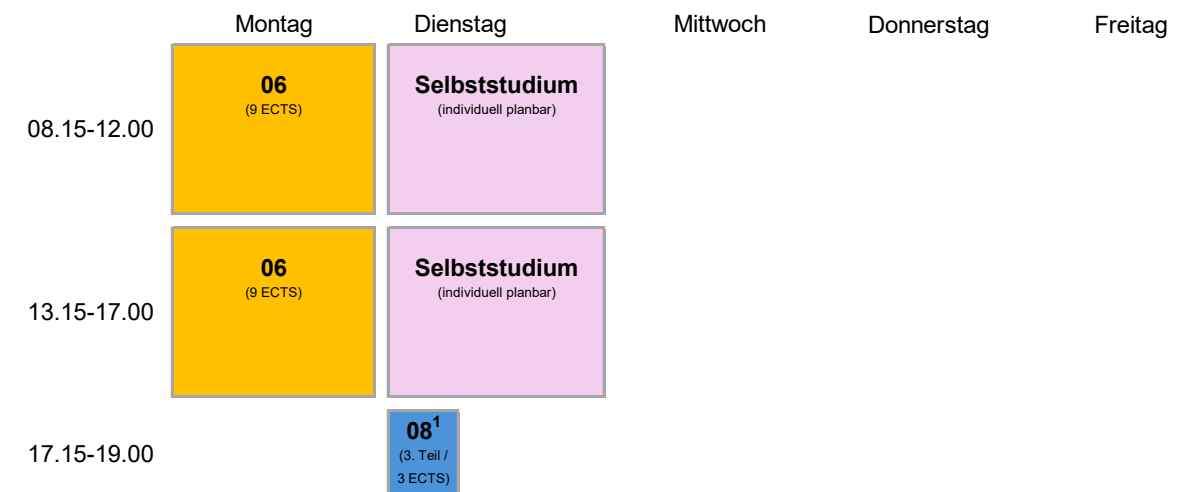 Montag Dienstag Mittwoch Donnerstag Freitag
08.15-12.00
06
(9 ECTS)
Selbststudium
(individuell planbar)
13.15-17.00
06
(9 ECTS)
Selbststudium
(individuell planbar)
17.15-19.00
08¹
(3. Teil /
3 ECTS)